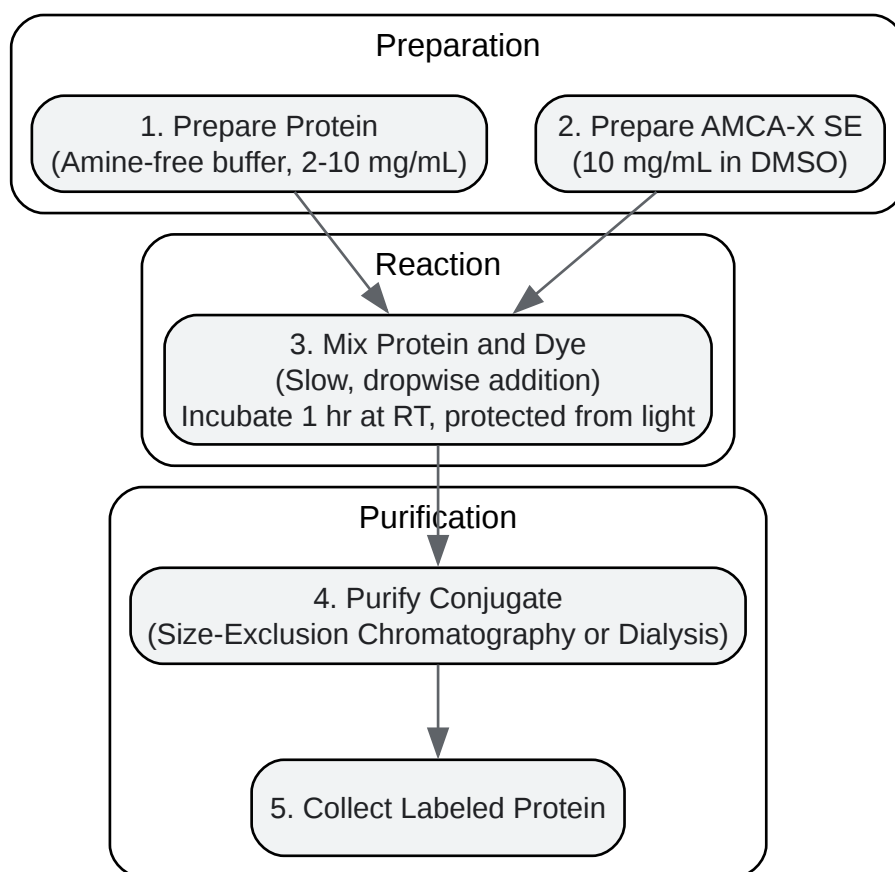 Preparation
1. Prepare Protein
(Amine-free buffer, 2-10 mg/mL)
2. Prepare AMCA-X SE
(10 mg/mL in DMSO)
Reaction
3. Mix Protein and Dye
(Slow, dropwise addition)
Incubate 1 hr at RT, protected from light
Purification
4. Purify Conjugate
(Size-Exclusion Chromatography or Dialysis)
5. Collect Labeled Protein